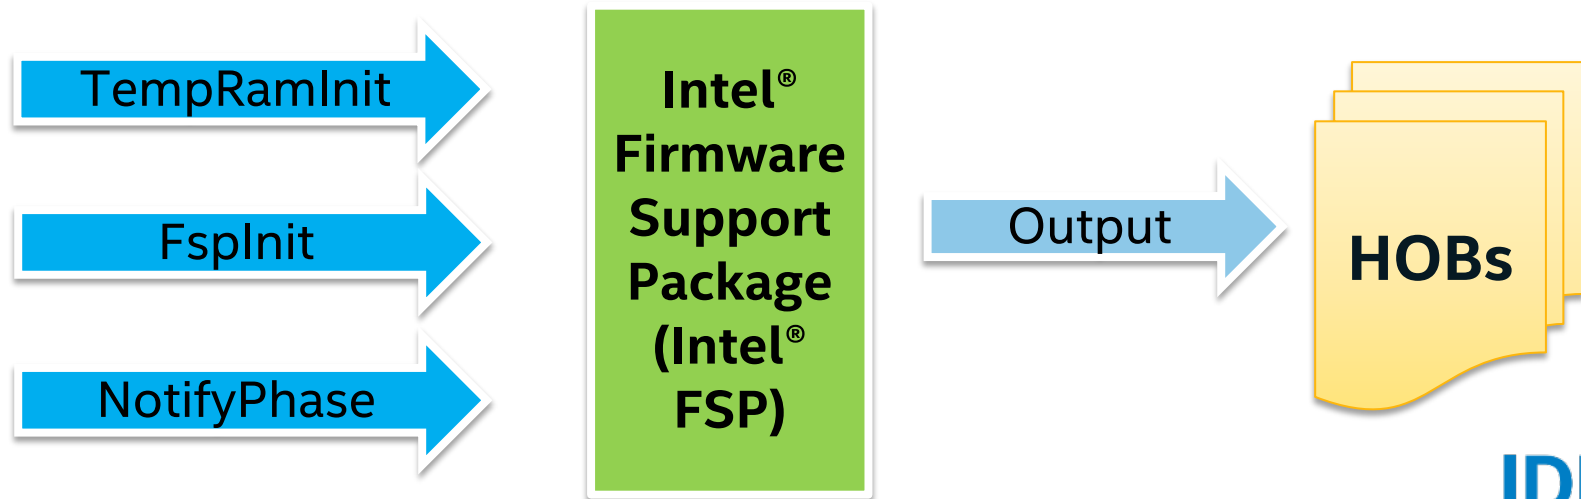 TempRamInit
FspInit
NotifyPhase
Intel®
Firmware
Support
Package
(Intel®
FSP)
Output
HOBs